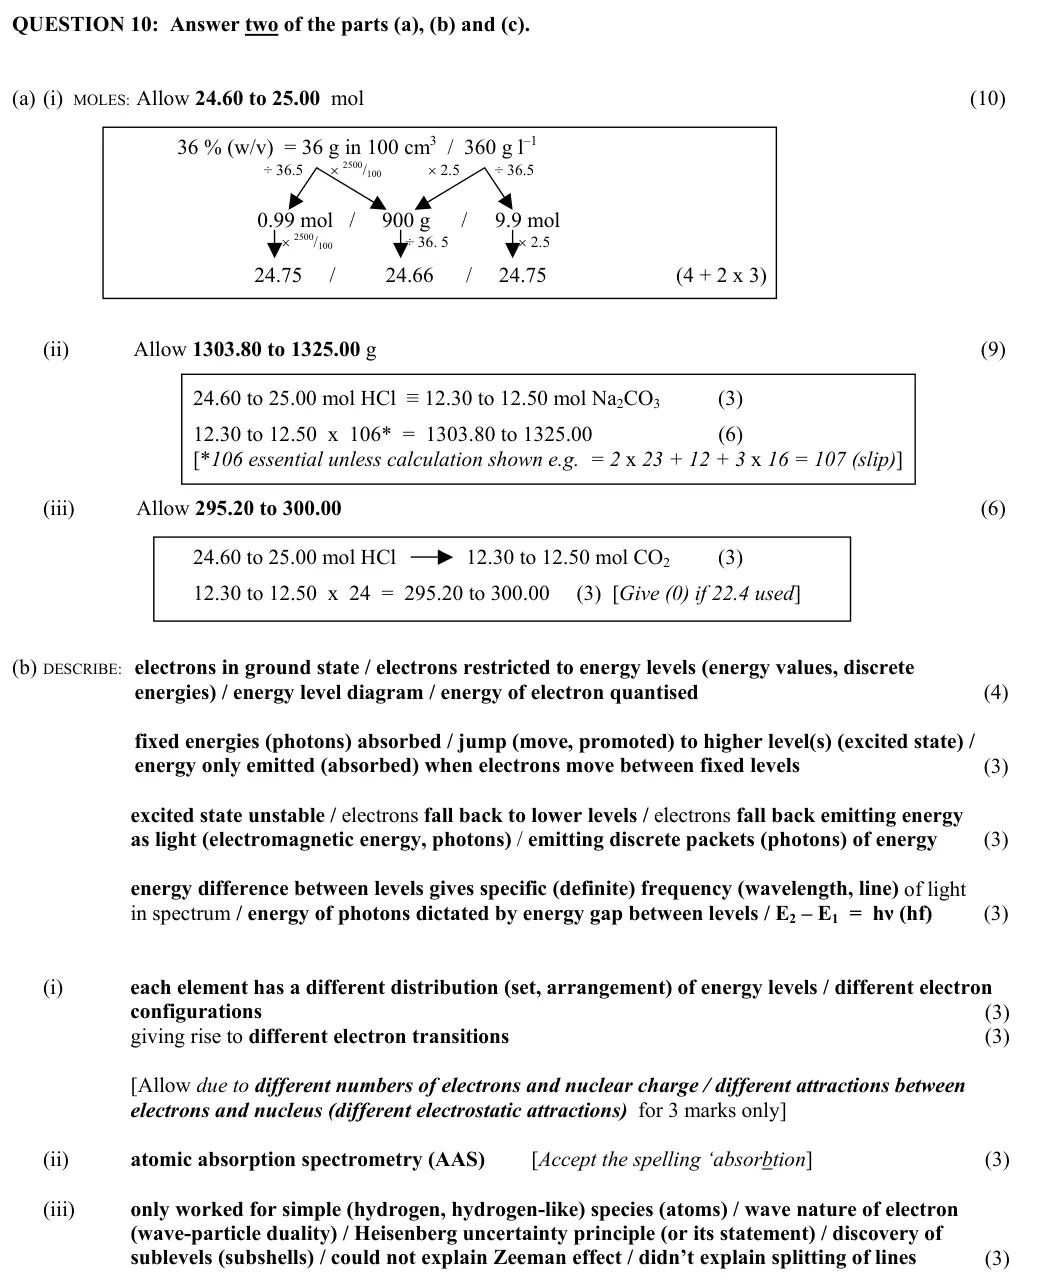 QUESTION 10: Answer two of the parts (a), (b) and (c).
(a) (i) MOLES: Allow 24.60 to 25.00 mol (10)
36 % (w/v) = 36 g in 100 cm³ / 360 g l⁻¹
÷ 36.5 × ²⁵⁰⁰/₁₀₀ × 2.5 ÷ 36.5
0.99 mol / 900 g / 9.9 mol
× ²⁵⁰⁰/₁₀₀ ÷ 36. 5 × 2.5
24.75 / 24.66 / 24.75 (4 + 2 x 3)
(ii) Allow 1303.80 to 1325.00 g (9)
24.60 to 25.00 mol HCl ≡ 12.30 to 12.50 mol Na₂CO₃ (3)
12.30 to 12.50 x 106* = 1303.80 to 1325.00 (6)
[*106 essential unless calculation shown e.g. = 2 x 23 + 12 + 3 x 16 = 107 (slip)]
(iii) Allow 295.20 to 300.00 (6)
24.60 to 25.00 mol HCl → 12.30 to 12.50 mol CO₂ (3)
12.30 to 12.50 x 24 = 295.20 to 300.00 (3) [Give (0) if 22.4 used]
(b) DESCRIBE: electrons in ground state / electrons restricted to energy levels (energy values, discrete
energies) / energy level diagram / energy of electron quantised (4)
fixed energies (photons) absorbed / jump (move, promoted) to higher level(s) (excited state) /
energy only emitted (absorbed) when electrons move between fixed levels (3)
excited state unstable / electrons fall back to lower levels / electrons fall back emitting energy
as light (electromagnetic energy, photons) / emitting discrete packets (photons) of energy (3)
energy difference between levels gives specific (definite) frequency (wavelength, line) of light
in spectrum / energy of photons dictated by energy gap between levels / E₂ – E₁ = hν (hf) (3)
(i) each element has a different distribution (set, arrangement) of energy levels / different electron
configurations (3)
giving rise to different electron transitions (3)
[Allow due to different numbers of electrons and nuclear charge / different attractions between
electrons and nucleus (different electrostatic attractions) for 3 marks only]
(ii) atomic absorption spectrometry (AAS) [Accept the spelling ‘absorbtion] (3)
(iii) only worked for simple (hydrogen, hydrogen-like) species (atoms) / wave nature of electron
(wave-particle duality) / Heisenberg uncertainty principle (or its statement) / discovery of
sublevels (subshells) / could not explain Zeeman effect / didn’t explain splitting of lines (3)